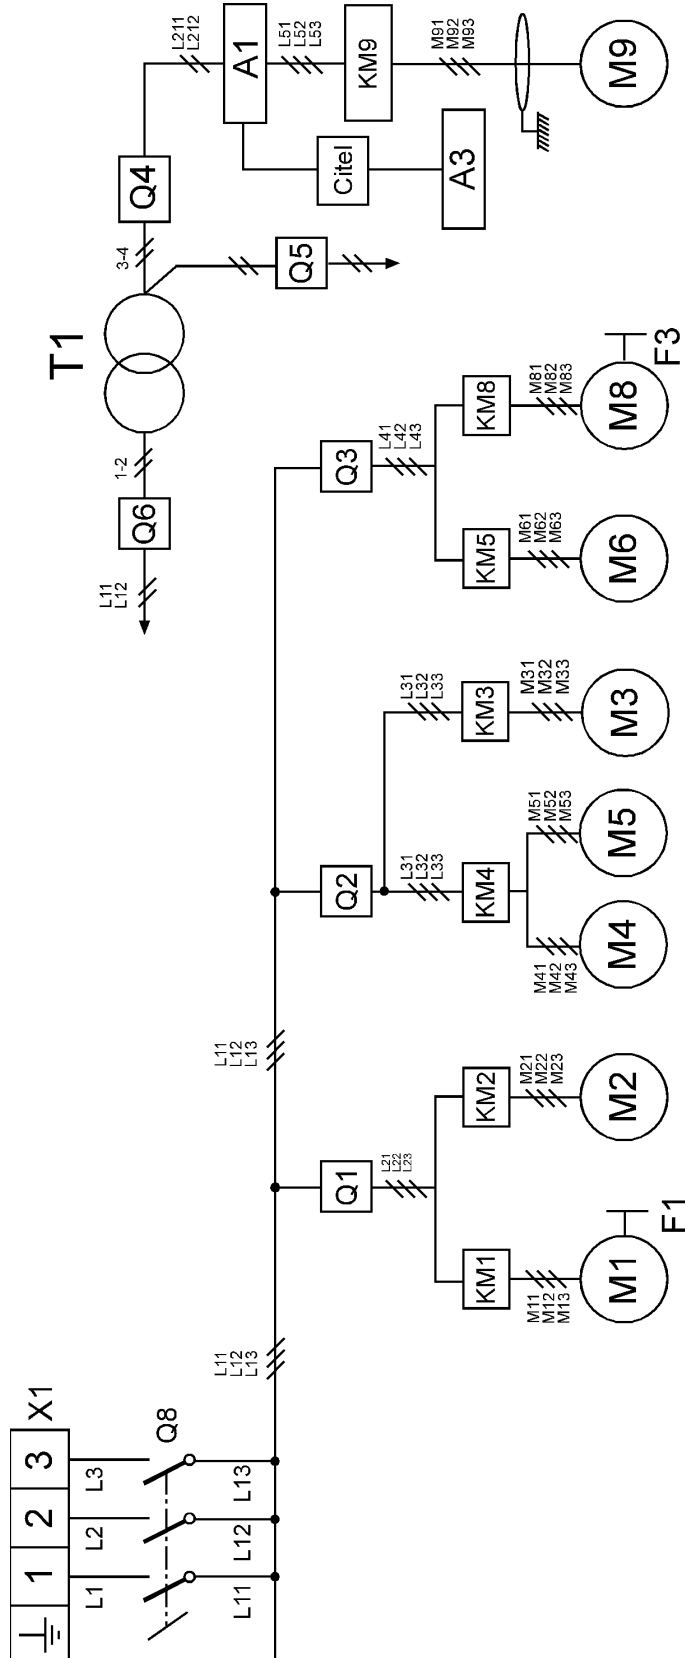 1
2
3
X1
L1
L2
L3
Q8
L11
L12
L13
L11
L12
L13
L11
L12
L13
Q1
L21
L22
L23
KM1
KM2
M11
M12
M13
M21
M22
M23
M1
F1
M2
Q2
L31
L32
L33
L31
L32
L33
KM4
KM3
M41
M42
M43
M51
M52
M53
M31
M32
M33
M4
M5
M3
Q3
L41
L42
L43
KM5
KM8
M61
M62
M63
M81
M82
M83
M6
M8
F3
L11
L12
Q6
1-2
T1
3-4
Q4
Q5
L211
L212
A1
L51
L52
L53
KM9
Citel
A3
M91
M92
M93
M9